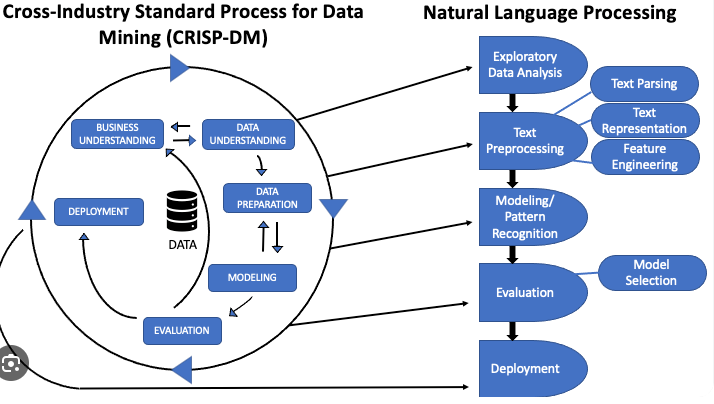 Cross-Industry Standard Process for Data
Mining (CRISP-DM)
BUSINESS
UNDERSTANDING
DATA
UNDERSTANDING
DATA
PREPARATION
DEPLOYMENT
DATA
MODELING
EVALUATION
Natural Language Processing
Exploratory
Data Analysis
Text Parsing
Text
Representation
Feature
Engineering
Text
Preprocessing
Modeling/
Pattern
Recognition
Model
Selection
Evaluation
Deployment